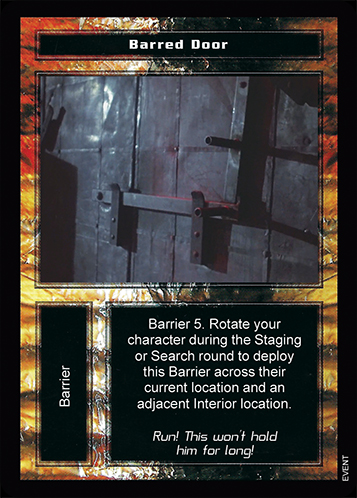 Barred Door
Barrier
Barrier 5. Rotate your
character during the Staging
or Search round to deploy
this Barrier across their
current location and an
adjacent Interior location.
Run! This won't hold
him for long!
EVENT